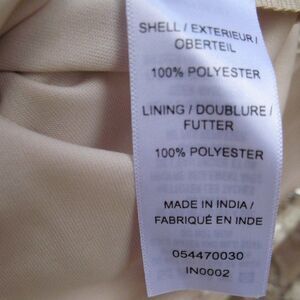 SHELL / EXTERIEUR /
OBERTEIL
100% POLYESTER
LINING / DOUBLURE /
FUTTER
100% POLYESTER
MADE IN INDIA /
FABRIQUÉ EN INDE
054470030
IN0002